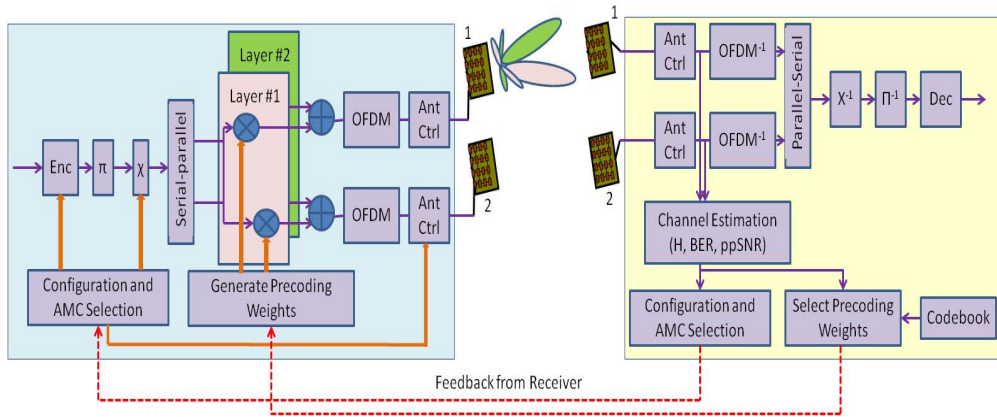 Layer #2
Layer #1
Enc
π
χ
Serial-parallel
OFDM
Ant
Ctrl
OFDM
Ant
Ctrl
Configuration and
AMC Selection
Generate Precoding
Weights
1
2
1
2
Ant
Ctrl
OFDM-1
Ant
Ctrl
OFDM-1
Parallel-Serial
X-1
Π-1
Dec
Channel Estimation
(H, BER, ppSNR)
Configuration and
AMC Selection
Select Precoding
Weights
Codebook
Feedback from Receiver